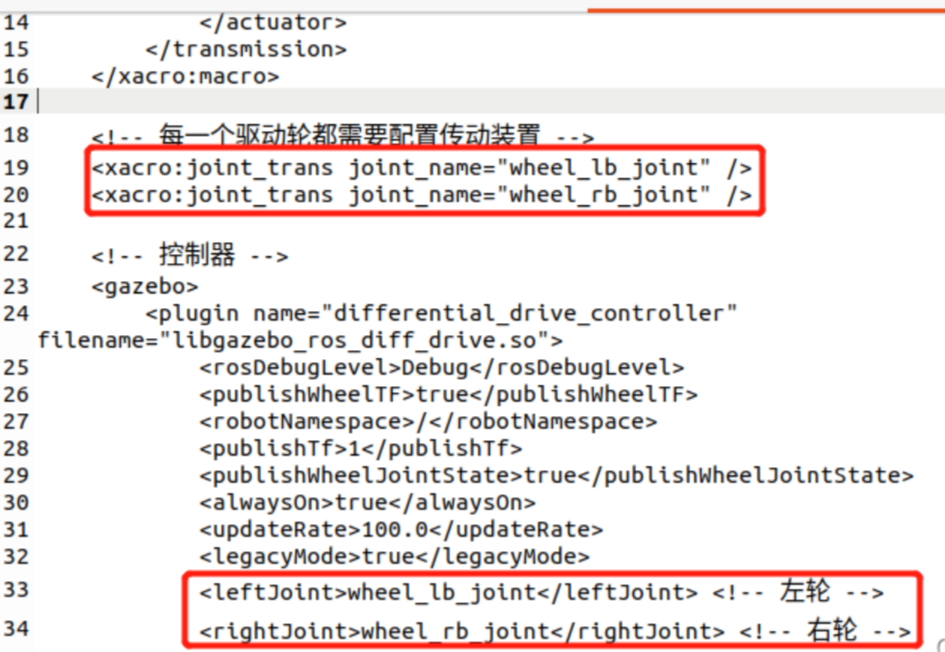 14 </actuator>
15 </transmission>
16 </xacro:macro>
17
18 <!-- 每一个驱动轮都需要配置传动装置 -->
19 <xacro:joint_trans joint_name="wheel_lb_joint" />
20 <xacro:joint_trans joint_name="wheel_rb_joint" />
21
22 <!-- 控制器 -->
23 <gazebo>
24 <plugin name="differential_drive_controller"
filename="libgazebo_ros_diff_drive.so">
25 <rosDebugLevel>Debug</rosDebugLevel>
26 <publishWheelTF>true</publishWheelTF>
27 <robotNamespace>/</robotNamespace>
28 <publishTf>1</publishTf>
29 <publishWheelJointState>true</publishWheelJointState>
30 <alwaysOn>true</alwaysOn>
31 <updateRate>100.0</updateRate>
32 <legacyMode>true</legacyMode>
33 <leftJoint>wheel_lb_joint</leftJoint> <!-- 左轮 -->
34 <rightJoint>wheel_rb_joint</rightJoint> <!-- 右轮 -->